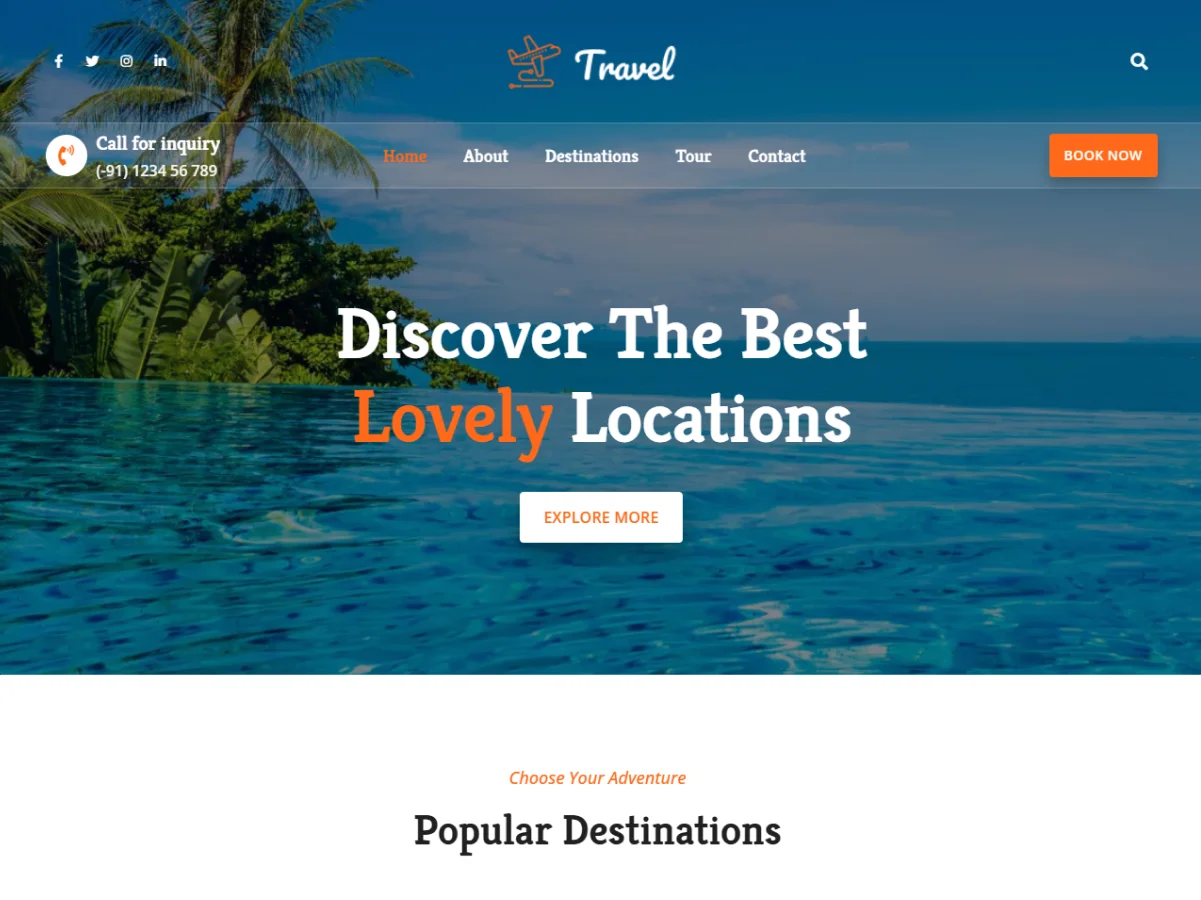 Travel
Call for inquiry
(-91) 1234 56 789
Home About Destinations Tour Contact
BOOK NOW
Discover The Best
Lovely Locations
EXPLORE MORE
Choose Your Adventure
Popular Destinations